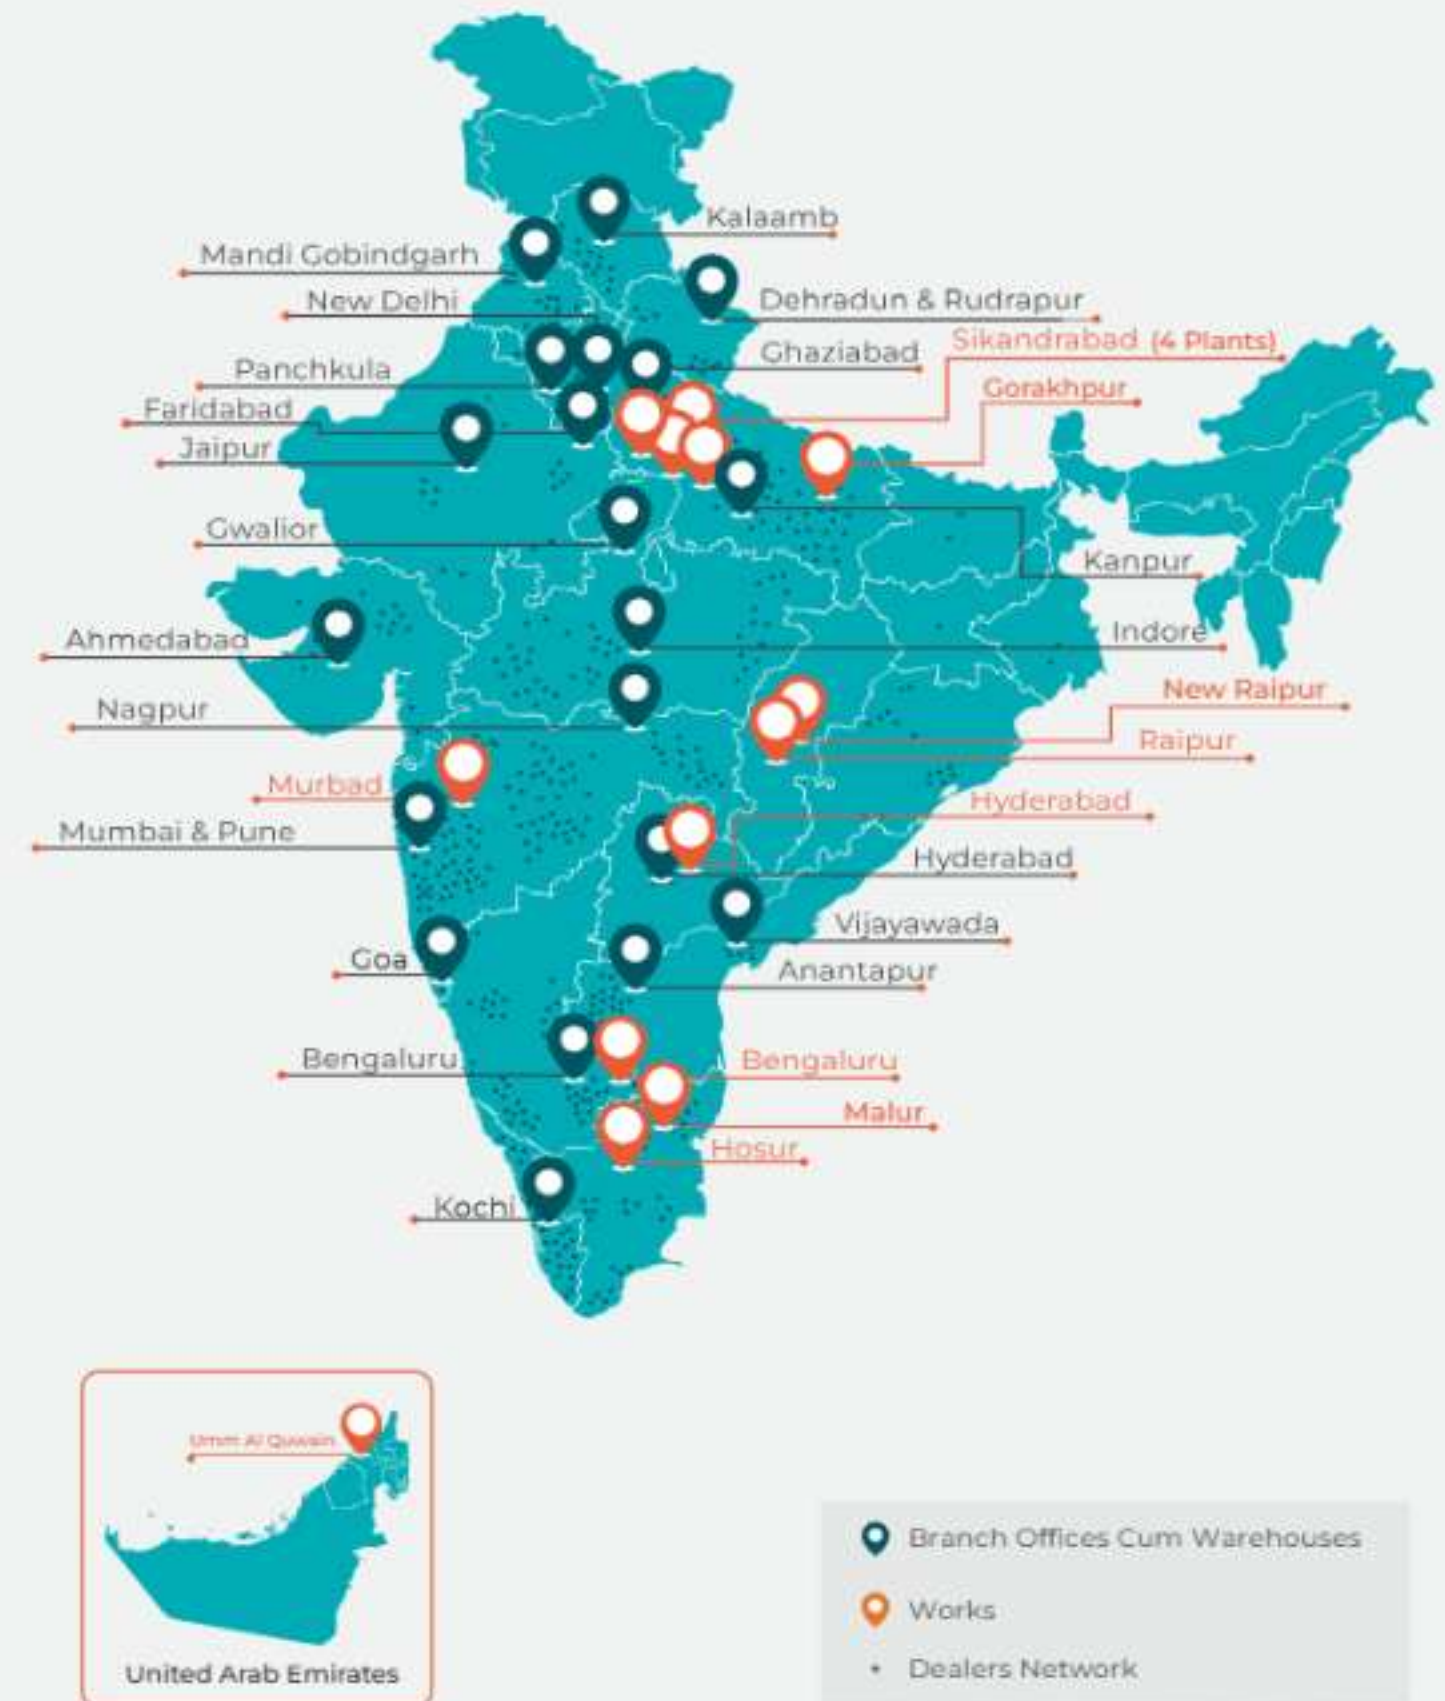 Kalaamb
Mandi Gobindgarh
New Delhi
Dehradun & Rudrapur
Sikandrabad (4 Plants)
Ghaziabad
Panchkula
Gorakhpur
Faridabad
Jaipur
Gwalior
Kanpur
Ahmedabad
Indore
New Raipur
Nagpur
Raipur
Murbad
Hyderabad
Mumbai & Pune
Hyderabad
Vijayawada
Goa
Anantapur
Bengaluru
Bengaluru
Malur
Hosur
Kochi
Umm Al Quwain
United Arab Emirates
Branch Offices Cum Warehouses
Works
Dealers Network